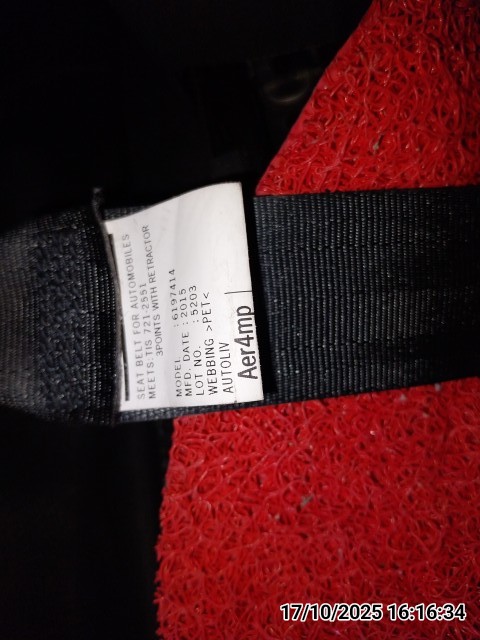 SEAT BELT FOR AUTOMOBILES
MEETS:TIS 721-2551
3POINTS WITH RETRACTOR
MODEL : 6197414
MFD. DATE : 2015
LOT NO. : 5203
WEBBING >PET<
AUTOLIV
Aer4mp
17/10/2025 16:16:34